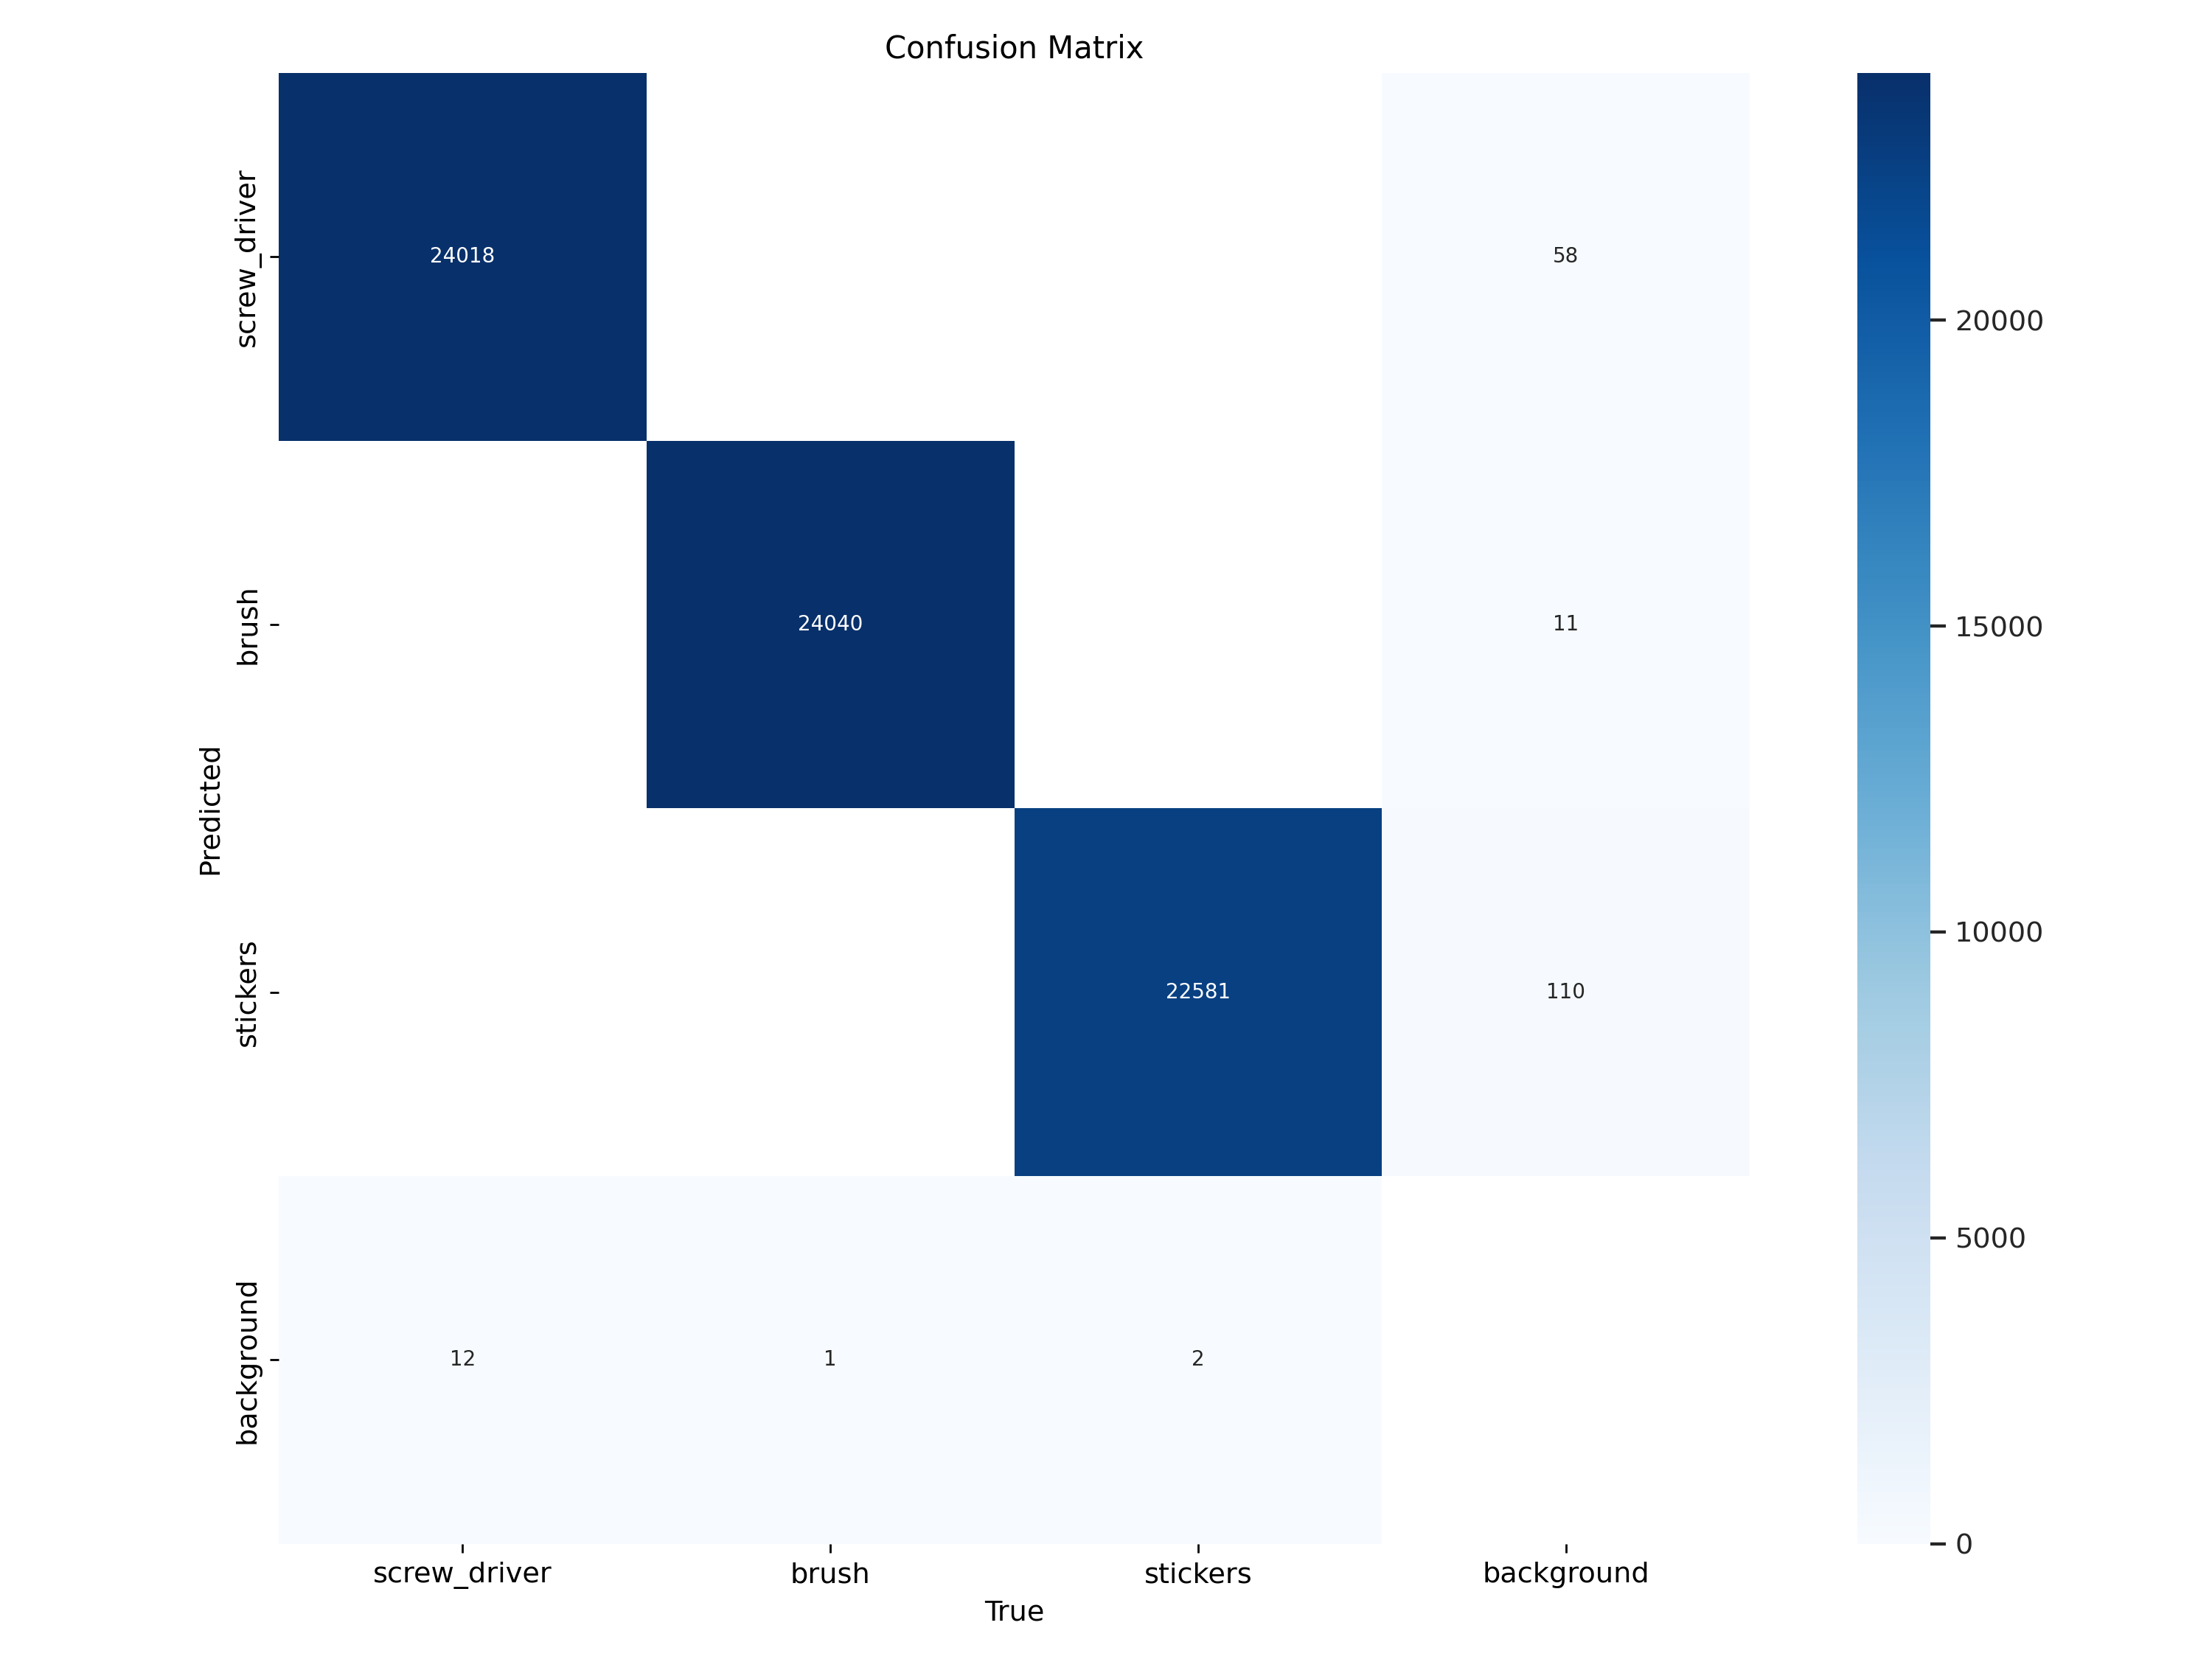 Confusion Matrix
screw_driver
24018
58
brush
24040
11
stickers
22581
110
background
12
1
2
Predicted
screw_driver
brush
stickers
background
True
20000
15000
10000
5000
0